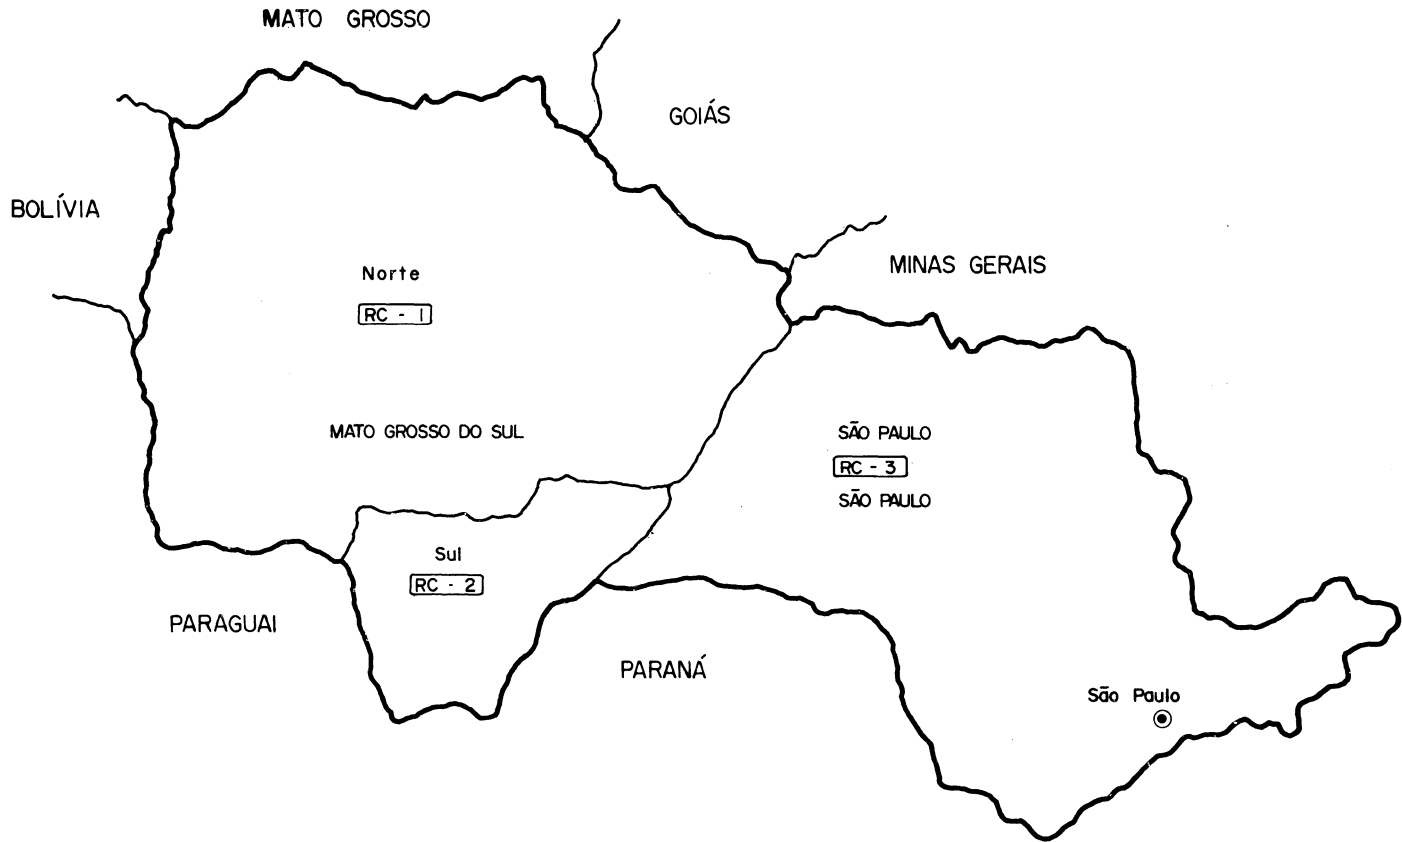 MATO GROSSO
GOIÁS
BOLÍVIA
MINAS GERAIS
Norte
RC - 1
MATO GROSSO DO SUL
SÃO PAULO
RC - 3
SÃO PAULO
Sul
RC - 2
PARAGUAI
PARANÁ
São Paulo